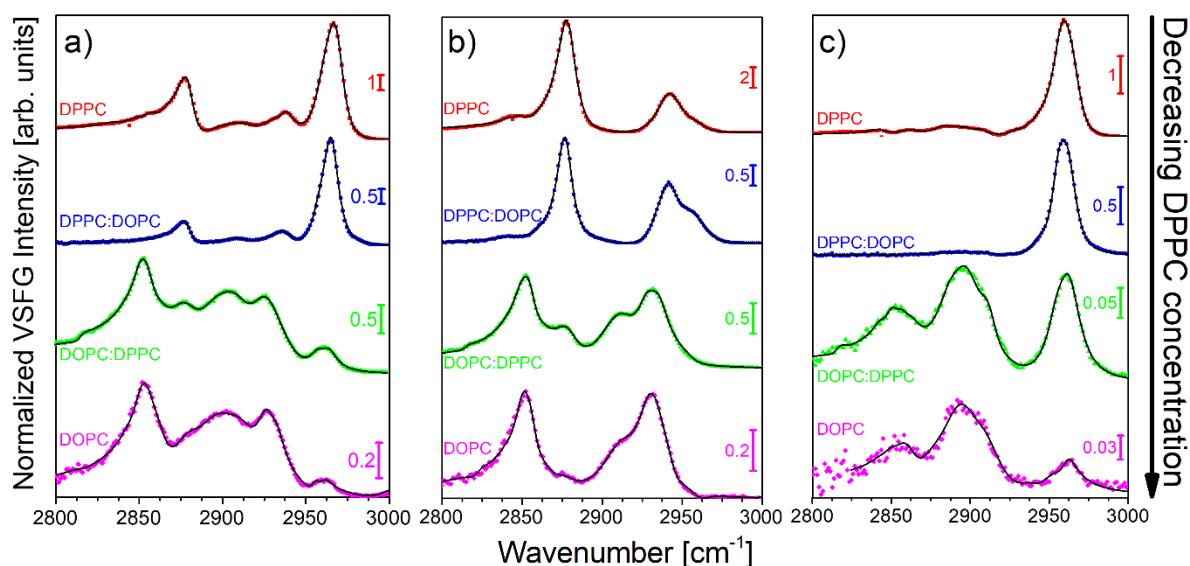 Normalized VSFG Intensity [arb. units]
a)
1
DPPC
0.5
DPPC:DOPC
0.5
DOPC:DPPC
DOPC
0.2
2800 2850 2900 2950 3000
b)
2
DPPC
0.5
DPPC:DOPC
0.5
DOPC:DPPC
DOPC
0.2
2800 2850 2900 2950 3000
c)
1
DPPC
0.5
DPPC:DOPC
0.05
DOPC:DPPC
DOPC
0.03
2800 2850 2900 2950 3000
Wavenumber [cm⁻¹]
Decreasing DPPC concentration